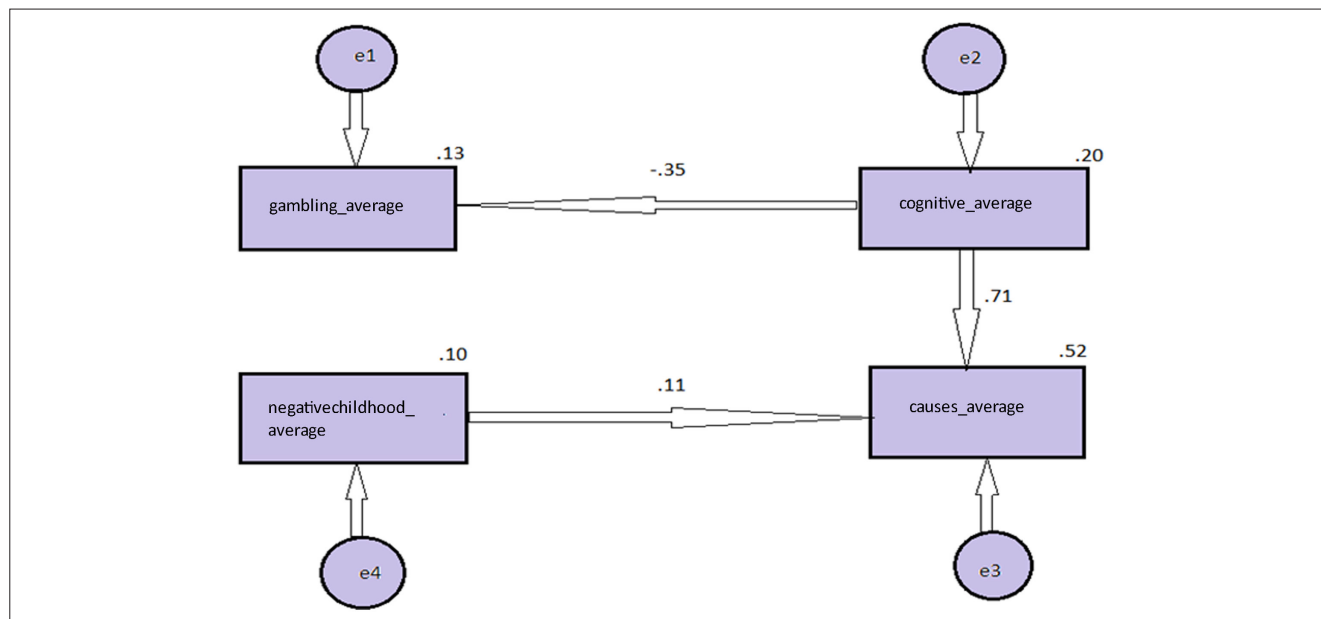 e1
e2
.13
-.35
.20
gambling_average
cognitive_average
.71
.10
.11
.52
negativechildhood_
average
causes_average
e4
e3